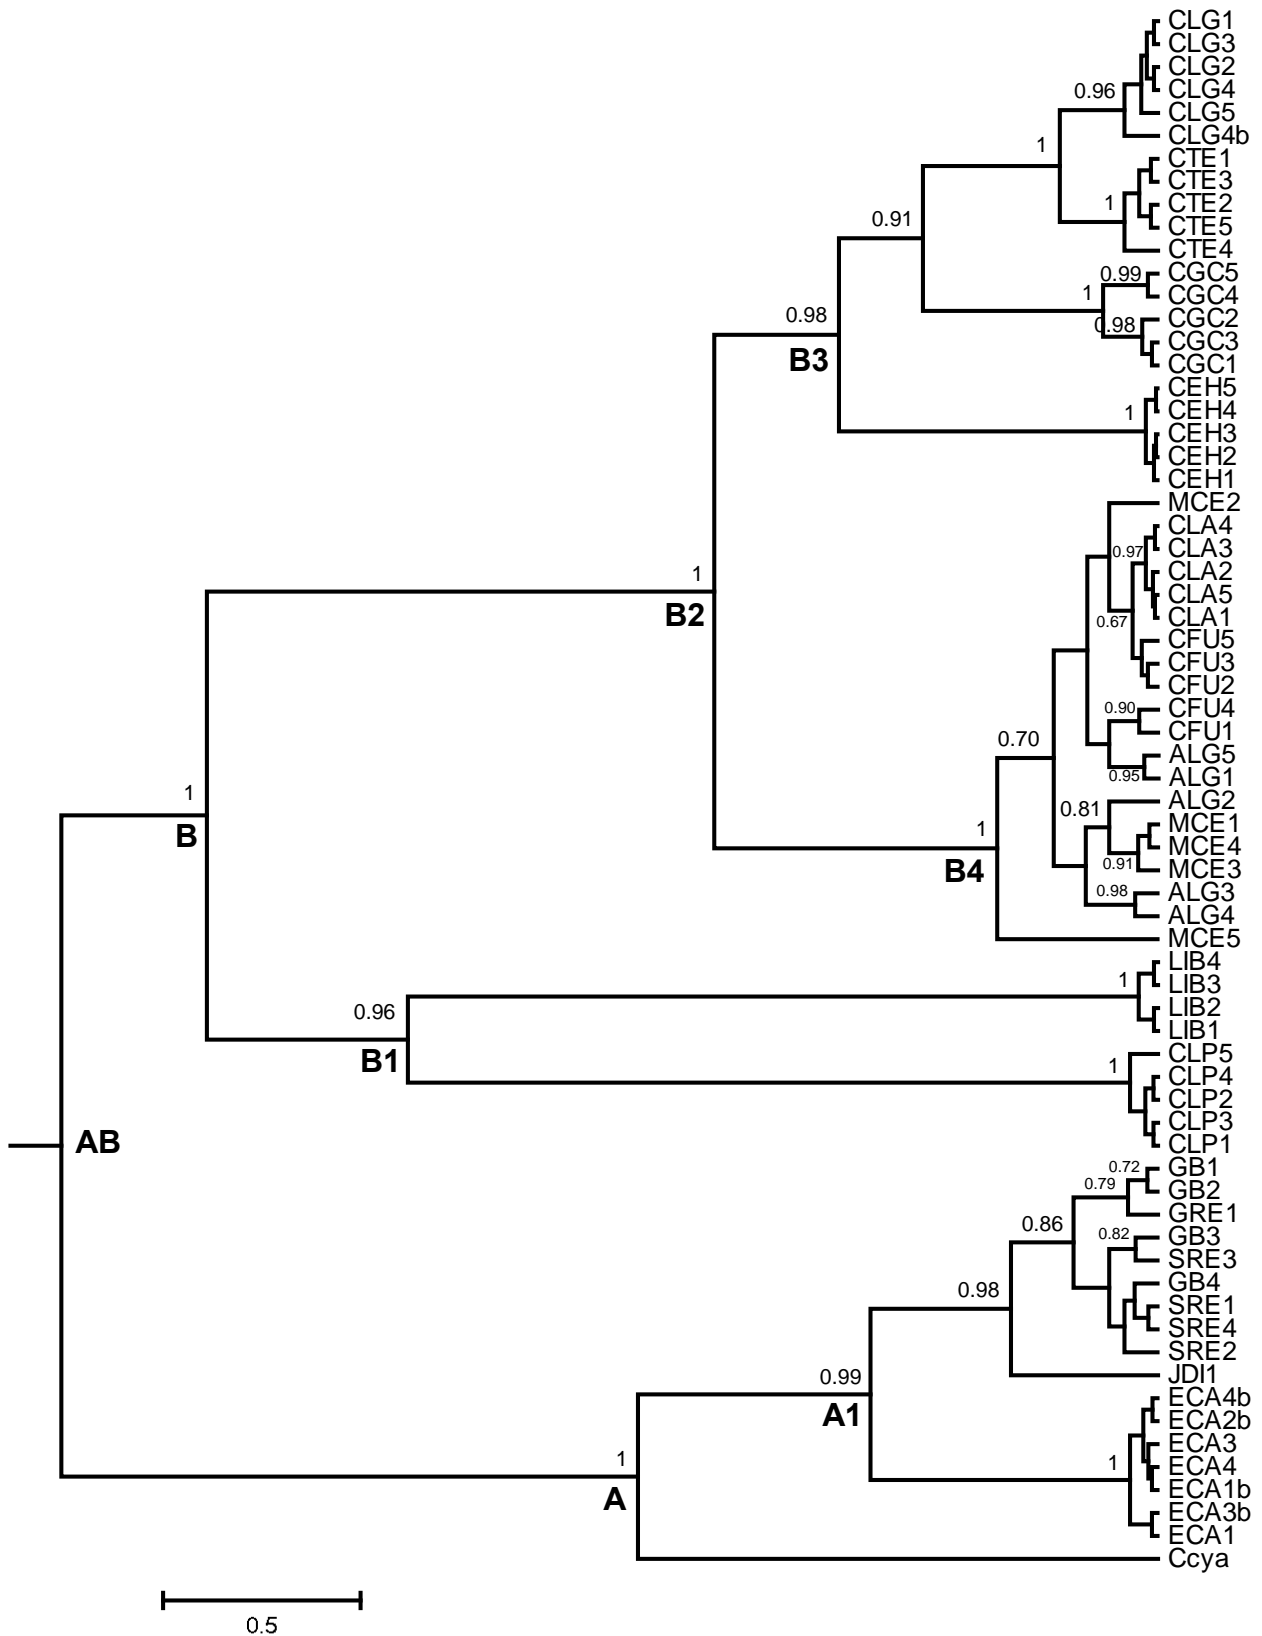 CLG1
CLG3
CLG2
0.96
CLG4
CLG5
CLG4b
1
CTE1
CTE3
1
CTE2
0.91
CTE5
CTE4
0.99
CGC5
1
CGC4
0.98
CGC2
0.98
CGC3
B3
CGC1
CEH5
1
CEH4
CEH3
CEH2
CEH1
MCE2
CLA4
0.97
CLA3
1
CLA2
B2
CLA5
0.67
CLA1
CFU5
CFU3
CFU2
0.90
CFU4
CFU1
0.70
ALG5
0.95
ALG1
1
ALG2
0.81
B
MCE1
1
MCE4
B4
0.91
MCE3
0.98
ALG3
ALG4
MCE5
LIB4
1
LIB3
0.96
LIB2
LIB1
B1
1
CLP5
CLP4
CLP2
CLP3
AB
CLP1
0.72
GB1
0.79
GB2
GRE1
0.86
0.82
GB3
SRE3
0.98
GB4
SRE1
SRE4
SRE2
0.99
JDI1
A1
ECA4b
ECA2b
ECA3
1
1
ECA4
A
ECA1b
ECA3b
ECA1
Ccya
0.5